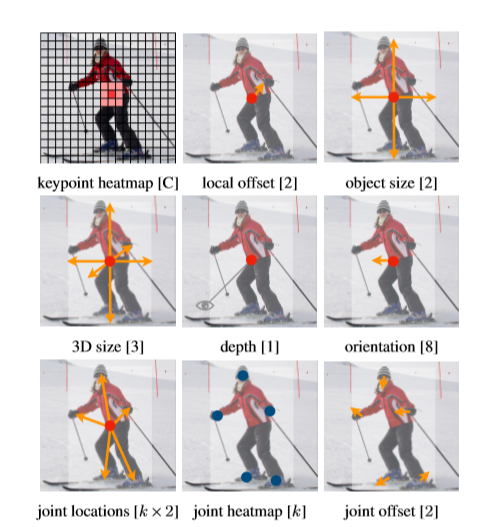 keypoint heatmap [C] local offset [2] object size [2]
3D size [3] depth [1] orientation [8]
joint locations [k × 2] joint heatmap [k] joint offset [2]